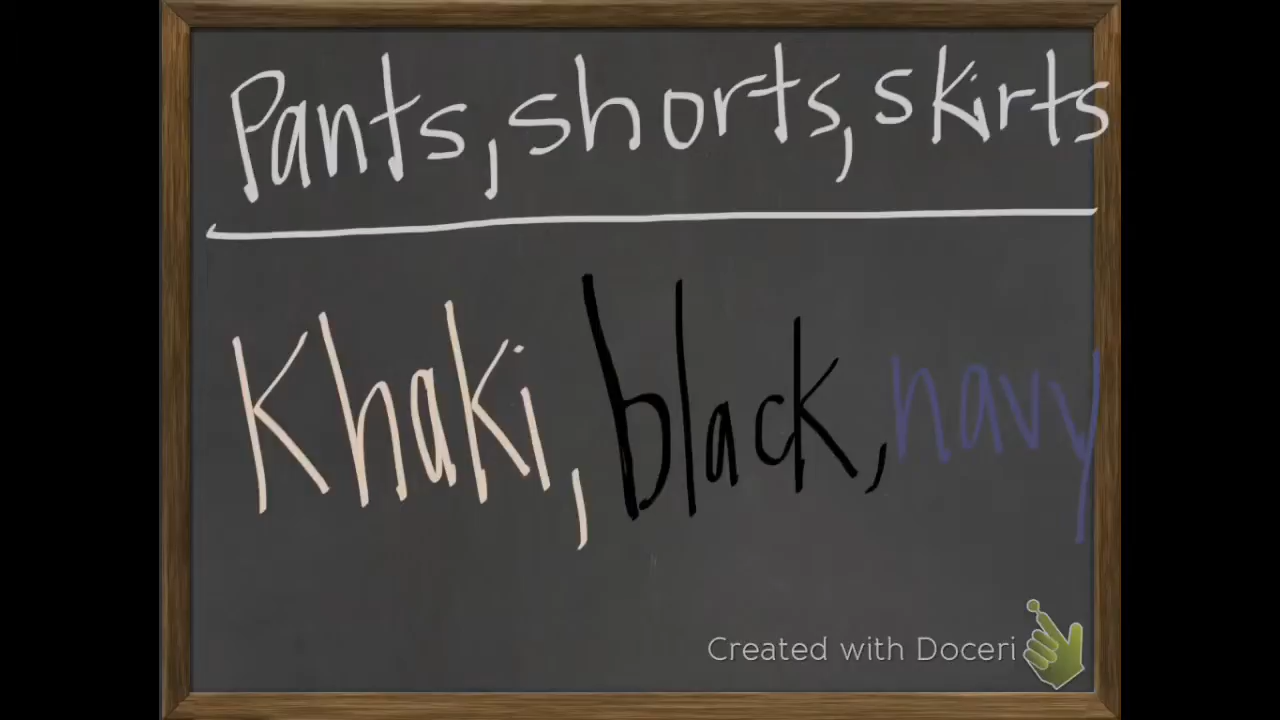 Pants, shorts, skirts
Khaki, black, navy
Created with Doceri